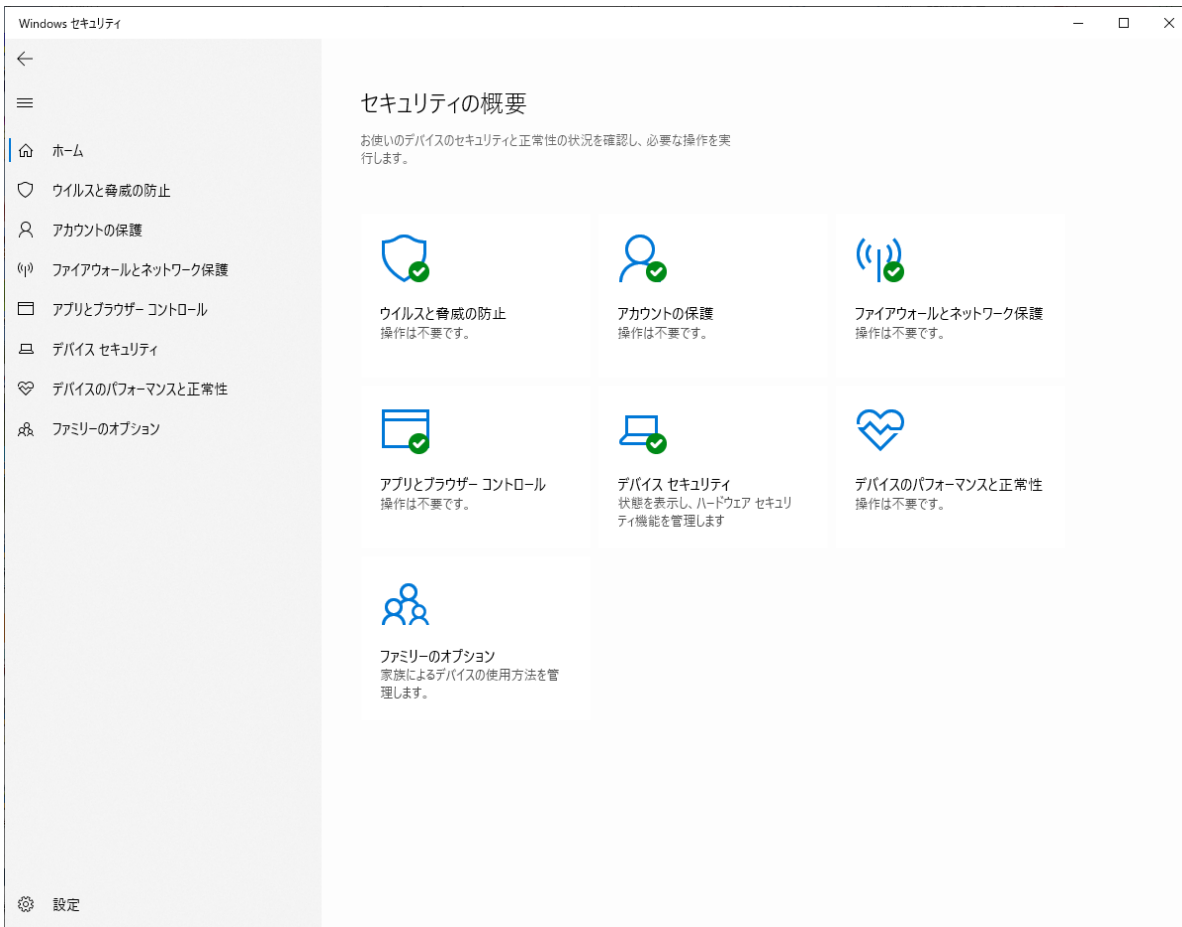 Windows セキュリティ
ホーム
ウイルスと脅威の防止
アカウントの保護
ファイアウォールとネットワーク保護
アプリとブラウザー コントロール
デバイス セキュリティ
デバイスのパフォーマンスと正常性
ファミリーのオプション
設定
セキュリティの概要
お使いのデバイスのセキュリティと正常性の状況を確認し、必要な操作を実
行します。
ウイルスと脅威の防止
操作は不要です。
アカウントの保護
操作は不要です。
ファイアウォールとネットワーク保護
操作は不要です。
アプリとブラウザー コントロール
操作は不要です。
デバイス セキュリティ
状態を表示し、ハードウェア セキュリ
ティ機能を管理します
デバイスのパフォーマンスと正常性
操作は不要です。
ファミリーのオプション
家族によるデバイスの使用方法を管
理します。